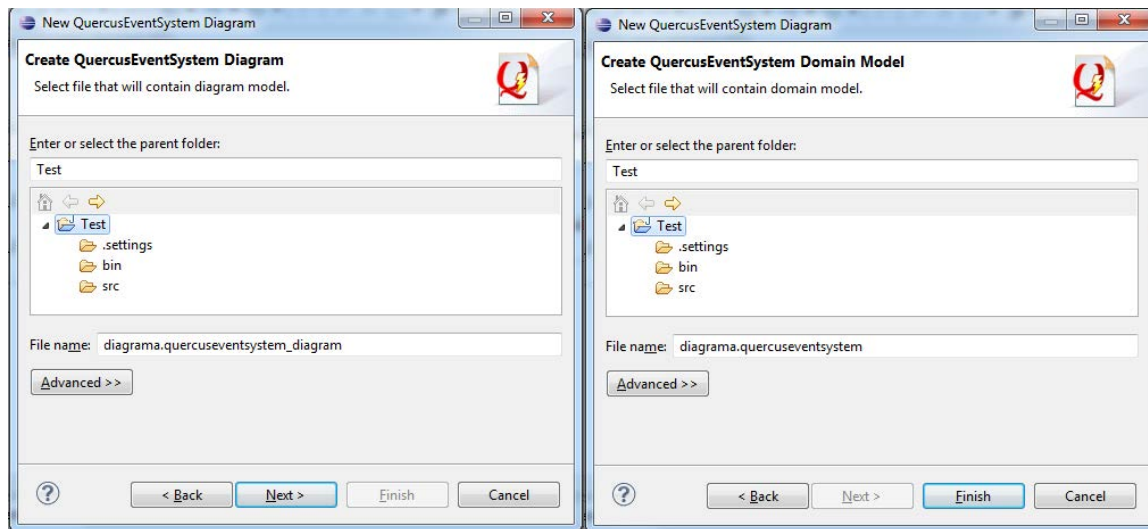 New QuercusEventSystem Diagram
Create QuercusEventSystem Diagram
Select file that will contain diagram model.
Enter or select the parent folder:
Test
Test
.settings
bin
src
File name: diagrama.quercuseventsystem_diagram
Advanced >>
< Back Next > Finish Cancel
New QuercusEventSystem Diagram
Create QuercusEventSystem Domain Model
Select file that will contain domain model.
Enter or select the parent folder:
Test
Test
.settings
bin
src
File name: diagrama.quercuseventsystem
Advanced >>
< Back Next > Finish Cancel